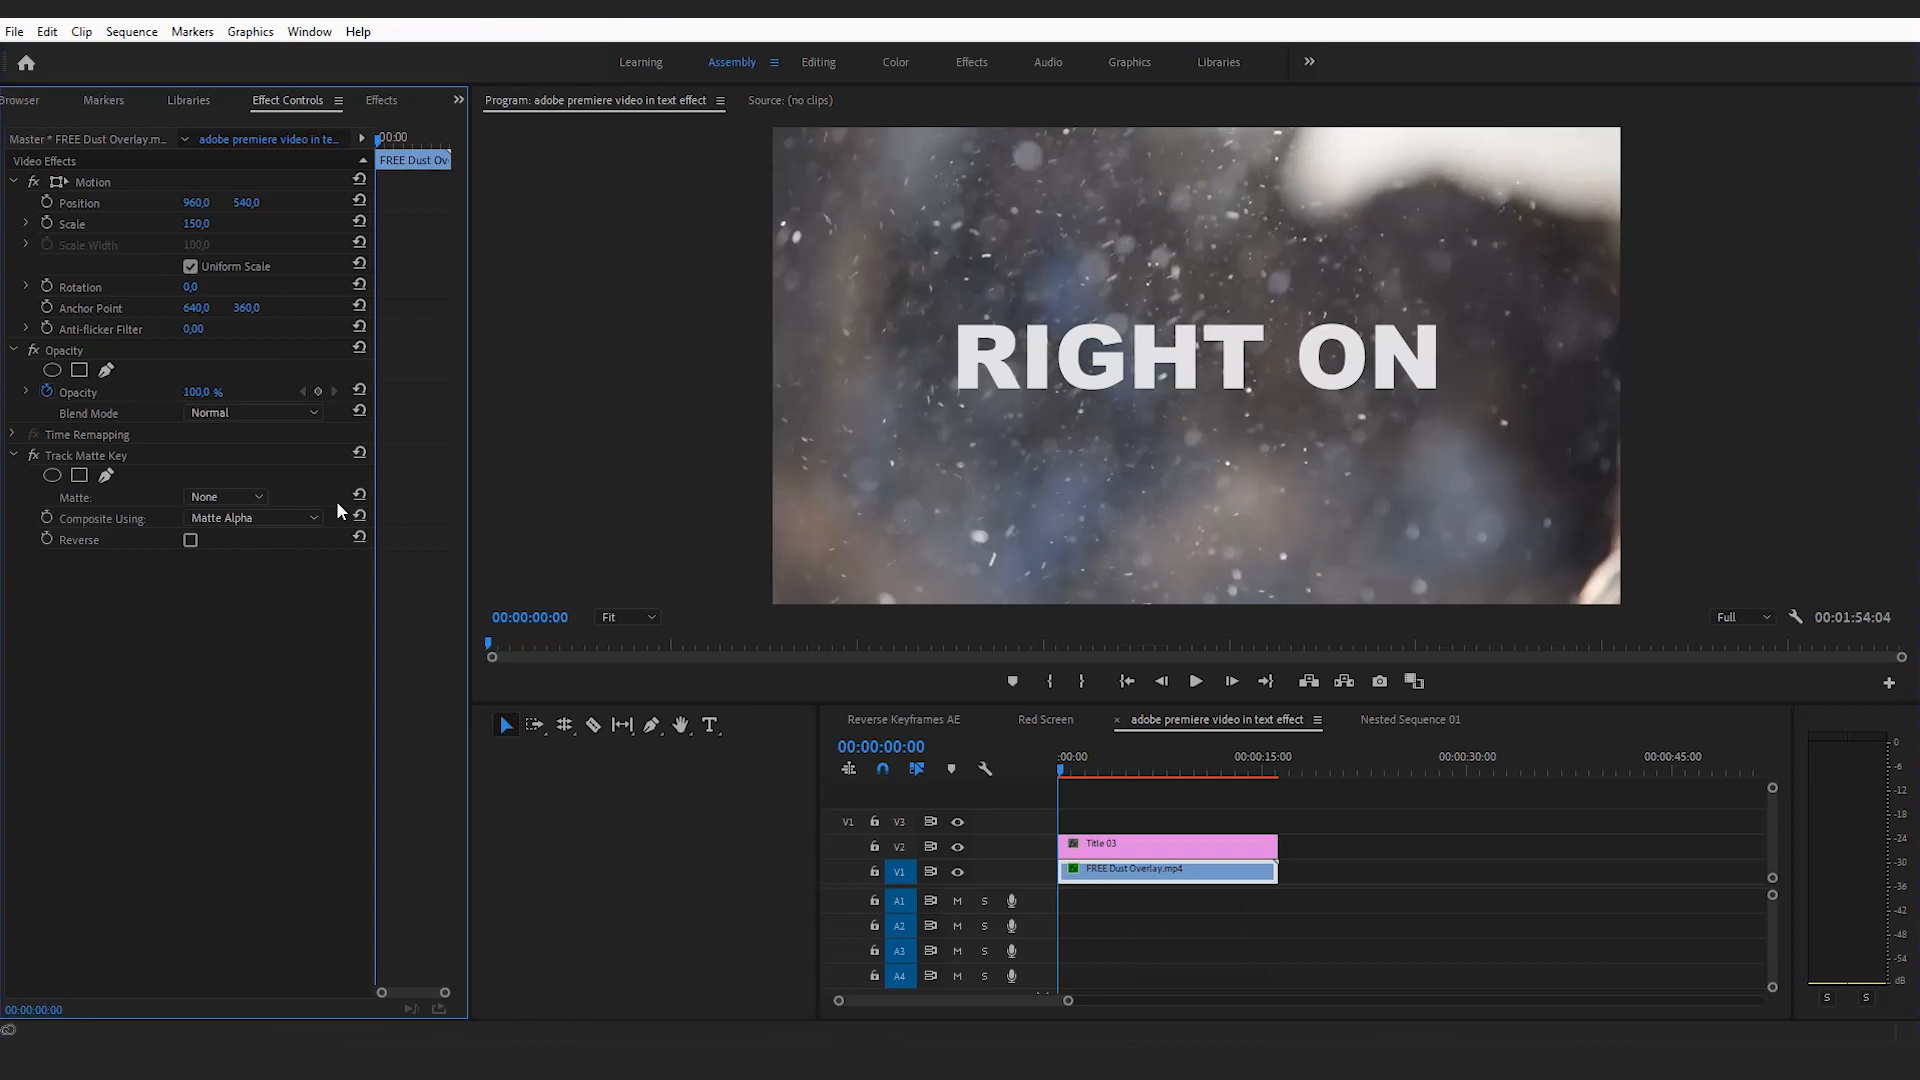 File Edit Clip Sequence Markers Graphics Window Help
Learning Assembly Editing Color Effects Audio Graphics Libraries
Browser Markers Libraries Effect Controls Effects
Program: adobe premiere video in text effect Source: (no clips)
Master * FREE Dust Overlay.m... adobe premiere video in te... 00:00
Video Effects FREE Dust Ov
fx Motion
Position 960,0 540,0
Scale 150,0
Scale Width 100,0
Uniform Scale
Rotation 0,0
Anchor Point 640,0 360,0
Anti-flicker Filter 0,00
fx Opacity
Opacity 100,0 %
Blend Mode Normal
fx Time Remapping
fx Track Matte Key
Matte: None
Composite Using: Matte Alpha
Reverse
00:00:00:00
RIGHT ON
00:00:00:00 Fit Full 00:01:54:04
Reverse Keyframes AE Red Screen × adobe premiere video in text effect Nested Sequence 01
00:00:00:00
:00:00 00:00:15:00 00:00:30:00 00:00:45:00
V1 V3
V2 Title 03
V1 FREE Dust Overlay.mp4
A1 M S
A2 M S
A3 M S
A4 M S
0
-6
-12
-18
-24
-30
-36
-42
-48
-54
dB
S S